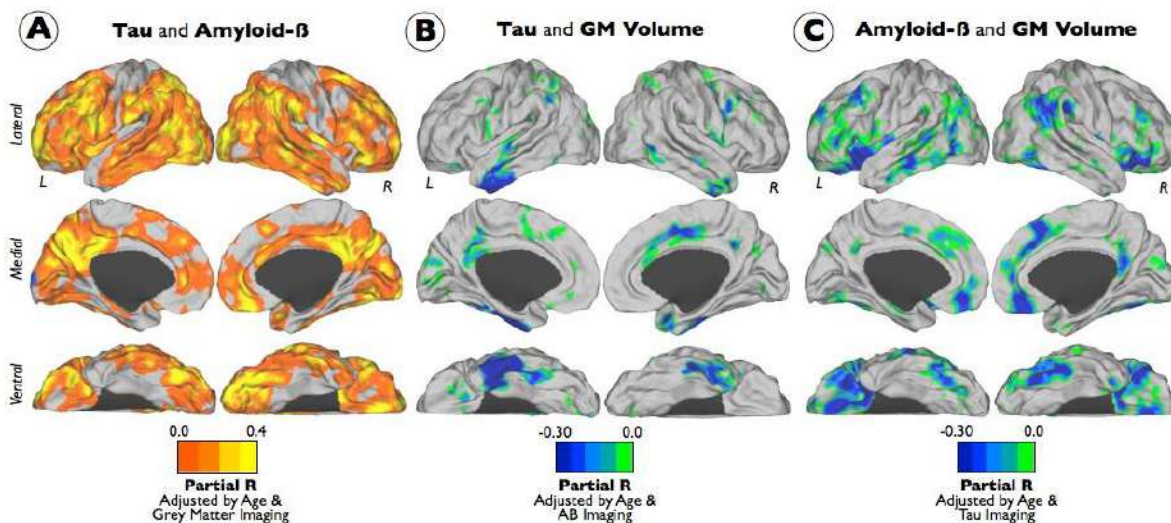 A Tau and Amyloid-ß
B Tau and GM Volume
C Amyloid-ß and GM Volume
Lateral
L R L R L R
Medial
Ventral
0.0 0.4
Partial R
Adjusted by Age &
Grey Matter Imaging
-0.30 0.0
Partial R
Adjusted by Age &
AB Imaging
-0.30 0.0
Partial R
Adjusted by Age &
Tau Imaging